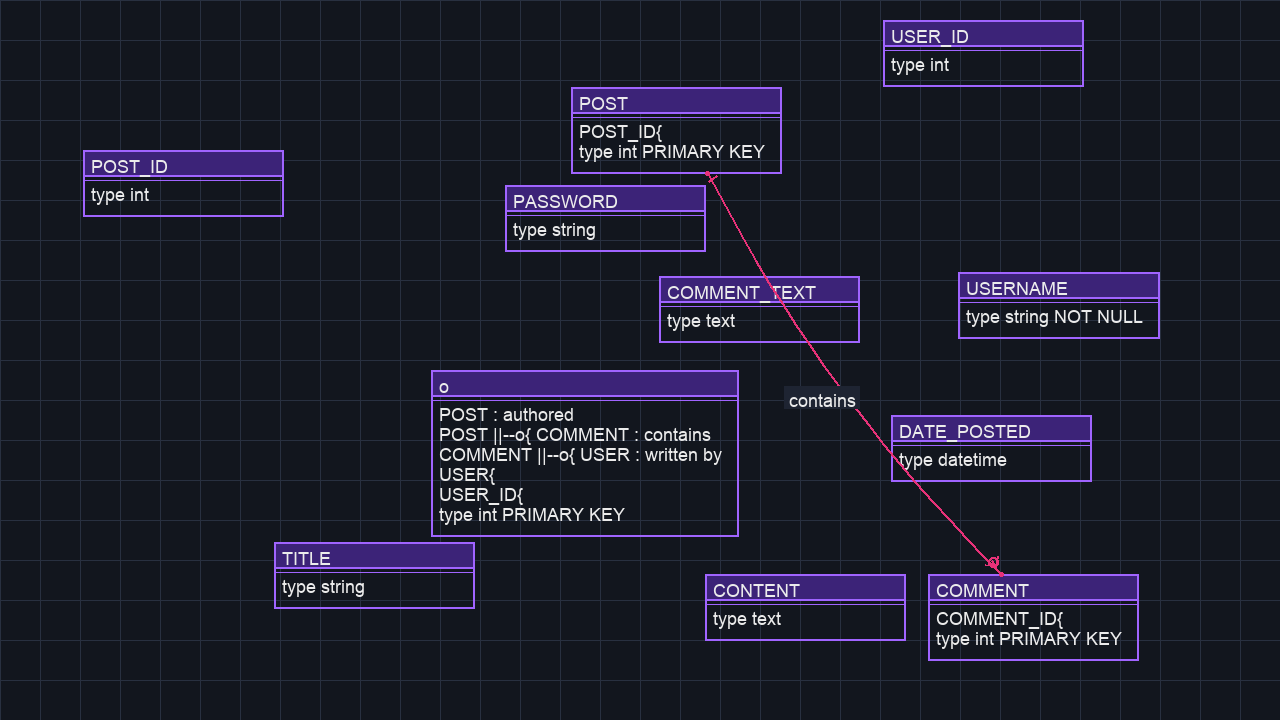 USER_ID
type int
POST
POST_ID{
type int PRIMARY KEY
POST_ID
type int
PASSWORD
type string
COMMENT_TEXT
type text
USERNAME
type string NOT NULL
o
POST : authored
POST ||--o{ COMMENT : contains
COMMENT ||--o{ USER : written by
USER{
USER_ID{
type int PRIMARY KEY
contains
DATE_POSTED
type datetime
TITLE
type string
CONTENT
type text
COMMENT
COMMENT_ID{
type int PRIMARY KEY